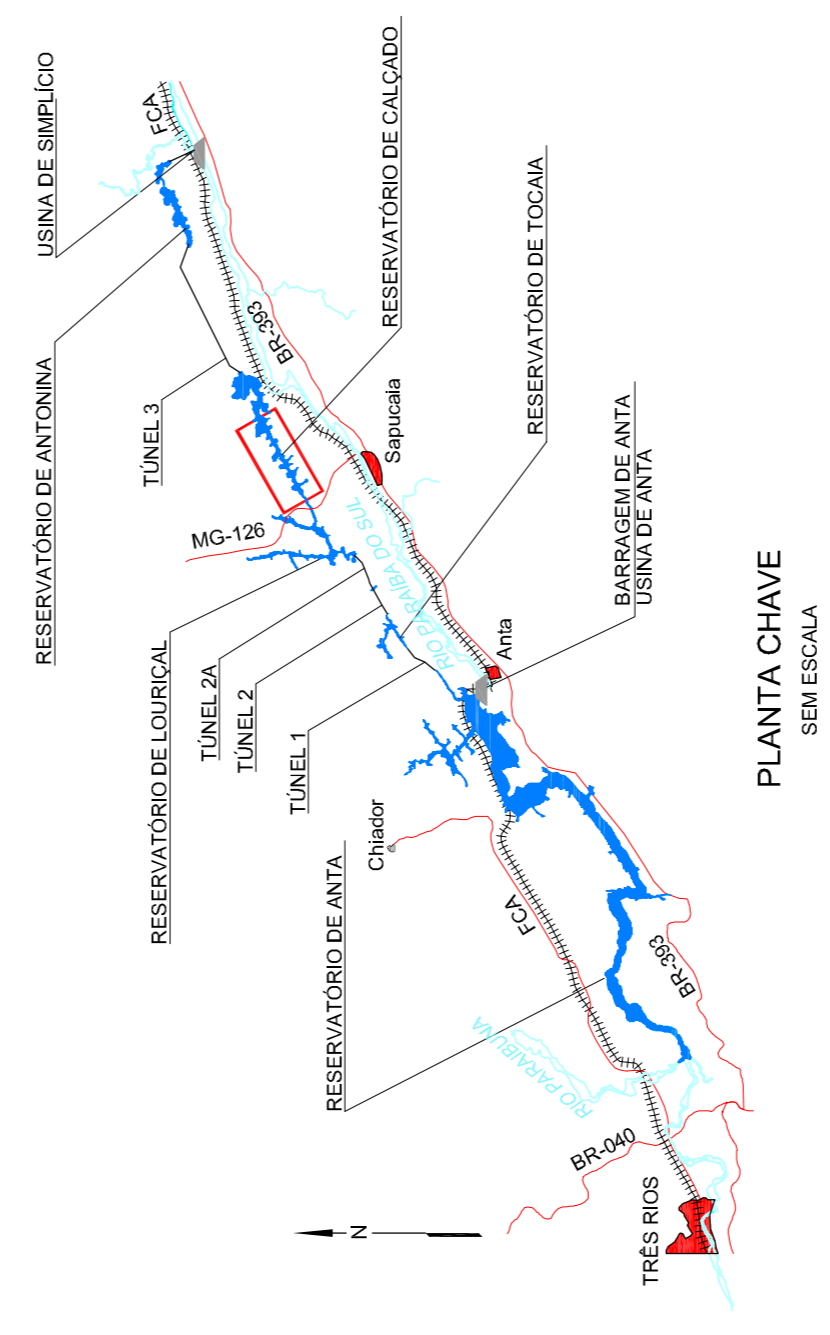 USINA DE SIMPLÍCIO
FCA
RESERVATÓRIO DE ANTONINA
TÚNEL 3
RESERVATÓRIO DE CALÇADO
BR-393
MG-126
Sapucaia
RIO PARAÍBA DO SUL
RESERVATÓRIO DE TOCAIA
RESERVATÓRIO DE LOURIÇAL
TÚNEL 2A
TÚNEL 2
TÚNEL 1
Anta
BARRAGEM DE ANTA
USINA DE ANTA
Chiador
RESERVATÓRIO DE ANTA
FCA
BR-393
RIO PARAIBUNA
BR-040
TRÊS RIOS
N
PLANTA CHAVE
SEM ESCALA